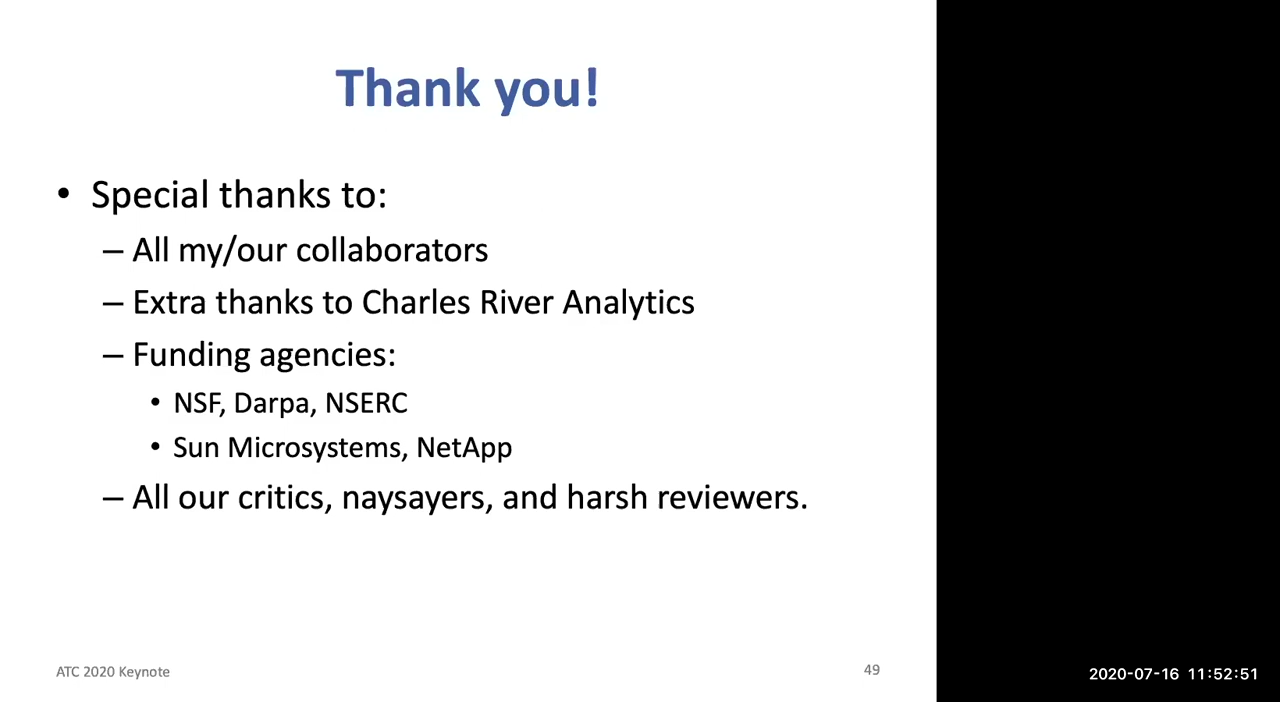 Thank you!
• Special thanks to:
– All my/our collaborators
– Extra thanks to Charles River Analytics
– Funding agencies:
• NSF, Darpa, NSERC
• Sun Microsystems, NetApp
– All our critics, naysayers, and harsh reviewers.
ATC 2020 Keynote
49
2020-07-16 11:52:51